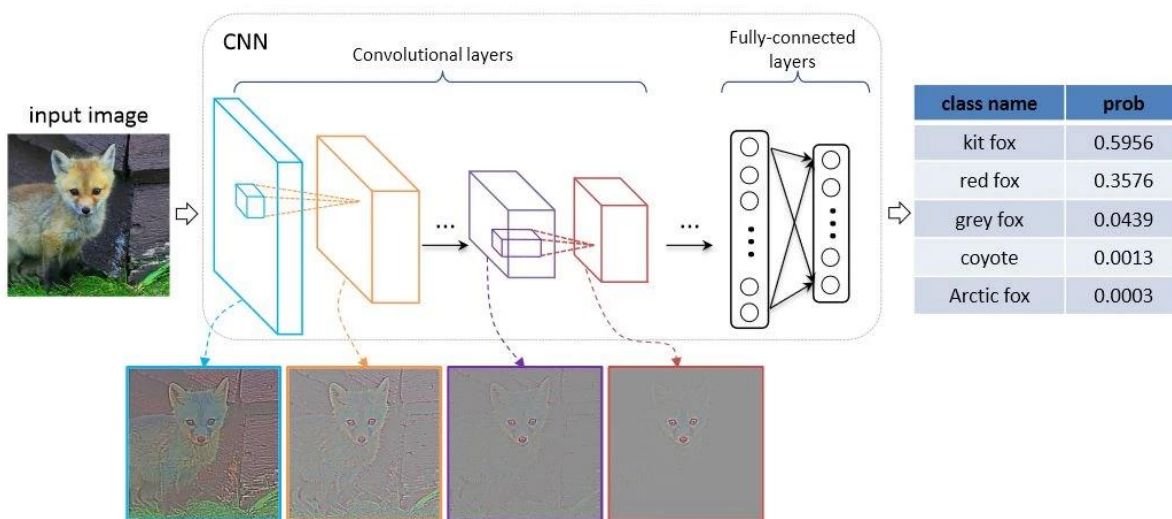 CNN
Convolutional layers
Fully-connected
layers
input image
...
...
...
class name prob
kit fox 0.5956
red fox 0.3576
grey fox 0.0439
coyote 0.0013
Arctic fox 0.0003